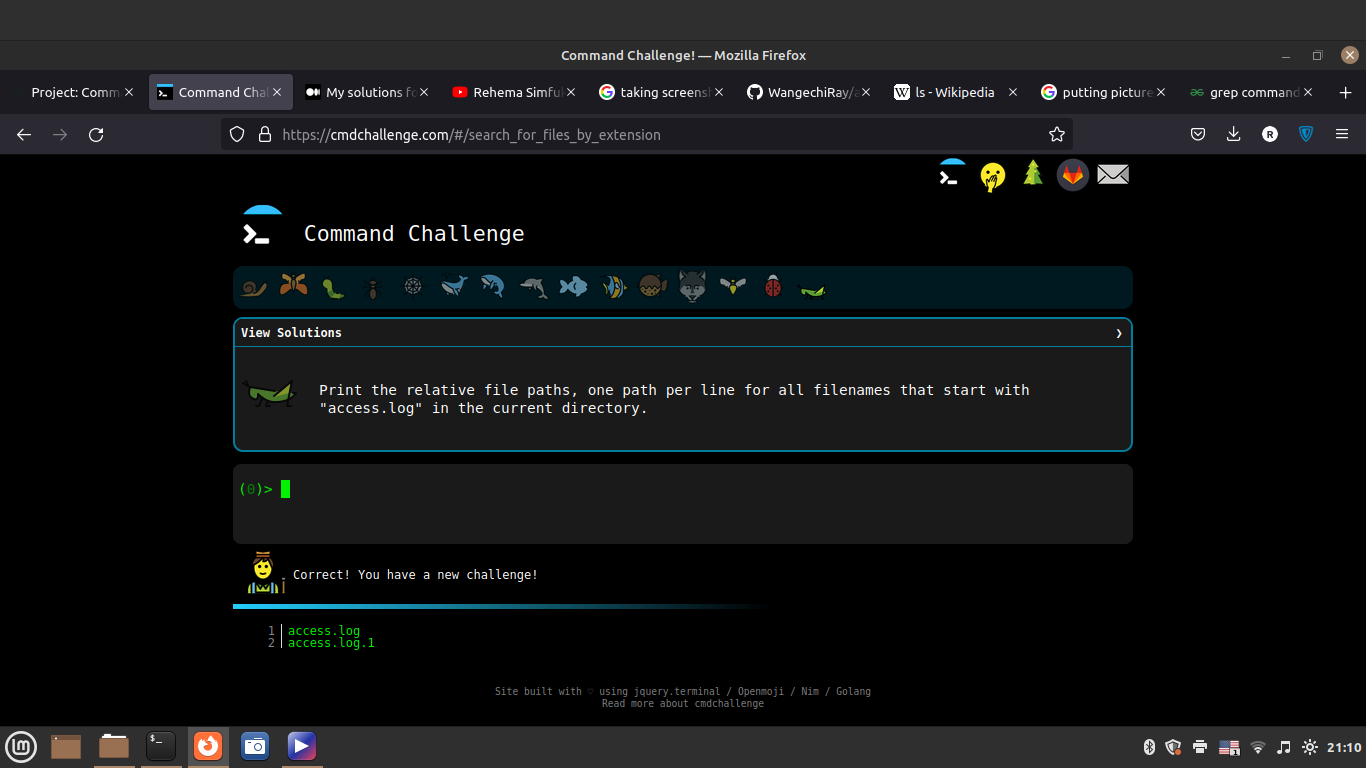 Command Challenge! — Mozilla Firefox
Project: Comm
Command Chal
My solutions fo
Rehema Simful
taking screensh
WangechiRay/a
ls - Wikipedia
putting picture
grep command
https://cmdchallenge.com/#/search_for_files_by_extension
R
Command Challenge
View Solutions
Print the relative file paths, one path per line for all filenames that start with
"access.log" in the current directory.
(0)>
Correct! You have a new challenge!
1 access.log
2 access.log.1
Site built with ♡ using jquery.terminal / Openmoji / Nim / Golang
Read more about cmdchallenge
21:10